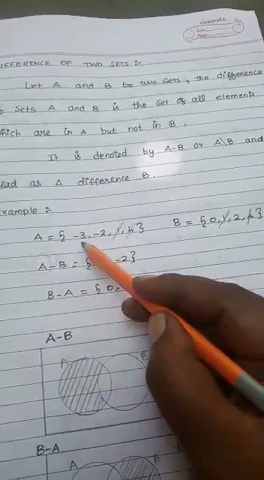 DIFFERENCE OF TWO SETS :-
Let A and B be two sets, the difference
of sets A and B is the set of all elements
which are in A but not in B.
It is denoted by A-B or A\B and
read as A difference B.
Example :-
A = { -3, -2, 1, 4 } B = { 0, 1, 2, 4 }
A-B = { -2 }
B-A = { 0,
A-B
A
B-A
A B